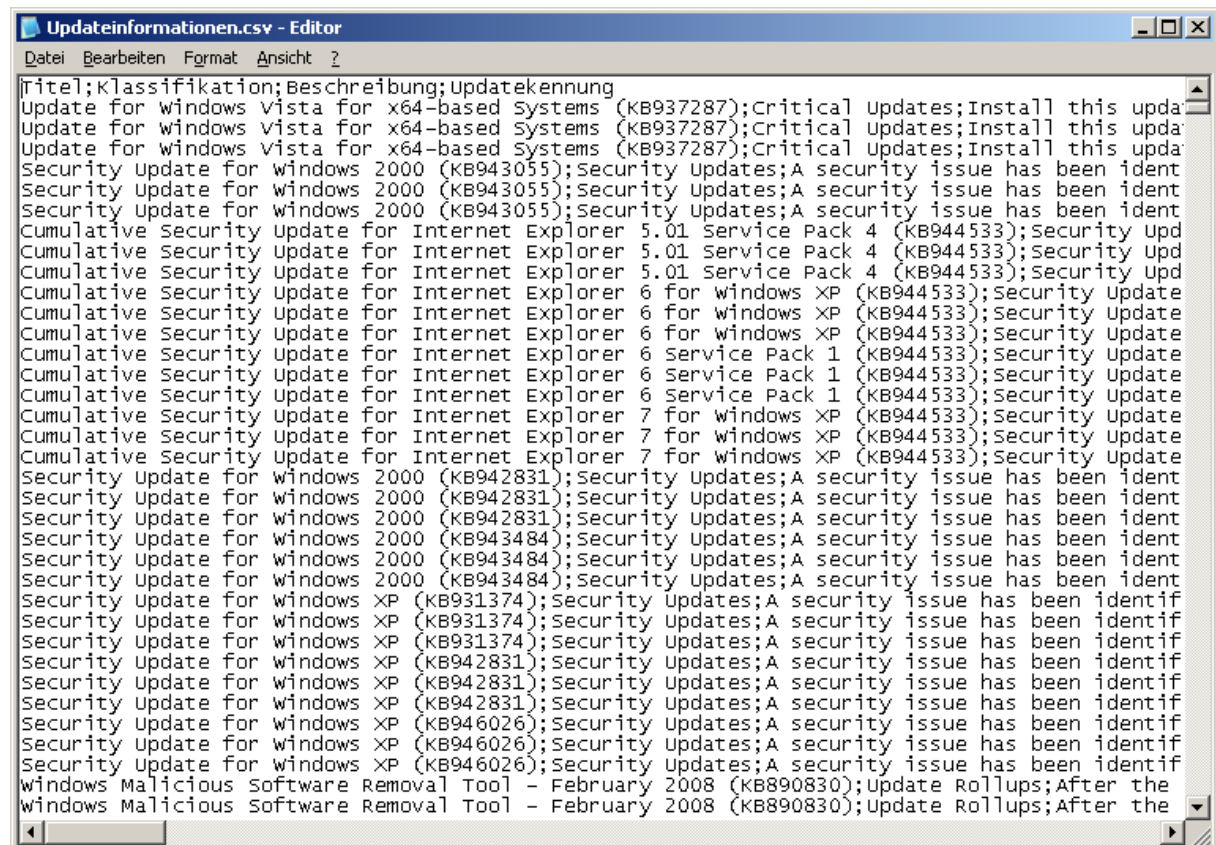 Updateinformationen.csv - Editor
Datei Bearbeiten Format Ansicht ?
Titel;Klassifikation;Beschreibung;Updatekennung
Update for Windows Vista for x64-based Systems (KB937287);Critical Updates;Install this upda
Update for Windows Vista for x64-based Systems (KB937287);Critical Updates;Install this upda
Update for Windows Vista for x64-based Systems (KB937287);Critical Updates;Install this upda
Security Update for Windows 2000 (KB943055);Security Updates;A security issue has been ident
Security Update for Windows 2000 (KB943055);Security Updates;A security issue has been ident
Security Update for Windows 2000 (KB943055);Security Updates;A security issue has been ident
Cumulative Security Update for Internet Explorer 5.01 Service Pack 4 (KB944533);Security Upd
Cumulative Security Update for Internet Explorer 5.01 Service Pack 4 (KB944533);Security Upd
Cumulative Security Update for Internet Explorer 5.01 Service Pack 4 (KB944533);Security Upd
Cumulative Security Update for Internet Explorer 6 for Windows XP (KB944533);Security Update
Cumulative Security Update for Internet Explorer 6 for Windows XP (KB944533);Security Update
Cumulative Security Update for Internet Explorer 6 for Windows XP (KB944533);Security Update
Cumulative Security Update for Internet Explorer 6 Service Pack 1 (KB944533);Security Update
Cumulative Security Update for Internet Explorer 6 Service Pack 1 (KB944533);Security Update
Cumulative Security Update for Internet Explorer 6 Service Pack 1 (KB944533);Security Update
Cumulative Security Update for Internet Explorer 7 for Windows XP (KB944533);Security Update
Cumulative Security Update for Internet Explorer 7 for Windows XP (KB944533);Security Update
Cumulative Security Update for Internet Explorer 7 for Windows XP (KB944533);Security Update
Security Update for Windows 2000 (KB942831);Security Updates;A security issue has been ident
Security Update for Windows 2000 (KB942831);Security Updates;A security issue has been ident
Security Update for Windows 2000 (KB942831);Security Updates;A security issue has been ident
Security Update for Windows 2000 (KB943484);Security Updates;A security issue has been ident
Security Update for Windows 2000 (KB943484);Security Updates;A security issue has been ident
Security Update for Windows 2000 (KB943484);Security Updates;A security issue has been ident
Security Update for Windows XP (KB931374);Security Updates;A security issue has been identif
Security Update for Windows XP (KB931374);Security Updates;A security issue has been identif
Security Update for Windows XP (KB931374);Security Updates;A security issue has been identif
Security Update for Windows XP (KB942831);Security Updates;A security issue has been identif
Security Update for Windows XP (KB942831);Security Updates;A security issue has been identif
Security Update for Windows XP (KB942831);Security Updates;A security issue has been identif
Security Update for Windows XP (KB946026);Security Updates;A security issue has been identif
Security Update for Windows XP (KB946026);Security Updates;A security issue has been identif
Security Update for Windows XP (KB946026);Security Updates;A security issue has been identif
Windows Malicious Software Removal Tool - February 2008 (KB890830);Update Rollups;After the
Windows Malicious Software Removal Tool - February 2008 (KB890830);Update Rollups;After the